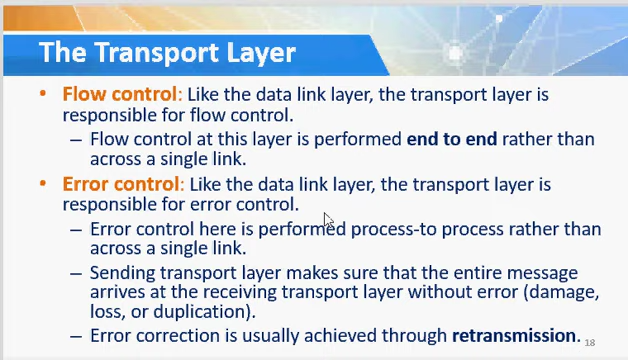 The Transport Layer
• Flow control: Like the data link layer, the transport layer is
responsible for flow control.
– Flow control at this layer is performed end to end rather than
across a single link.
• Error control: Like the data link layer, the transport layer is
responsible for error control.
– Error control here is performed process-to process rather than
across a single link.
– Sending transport layer makes sure that the entire message
arrives at the receiving transport layer without error (damage,
loss, or duplication).
– Error correction is usually achieved through retransmission.
18